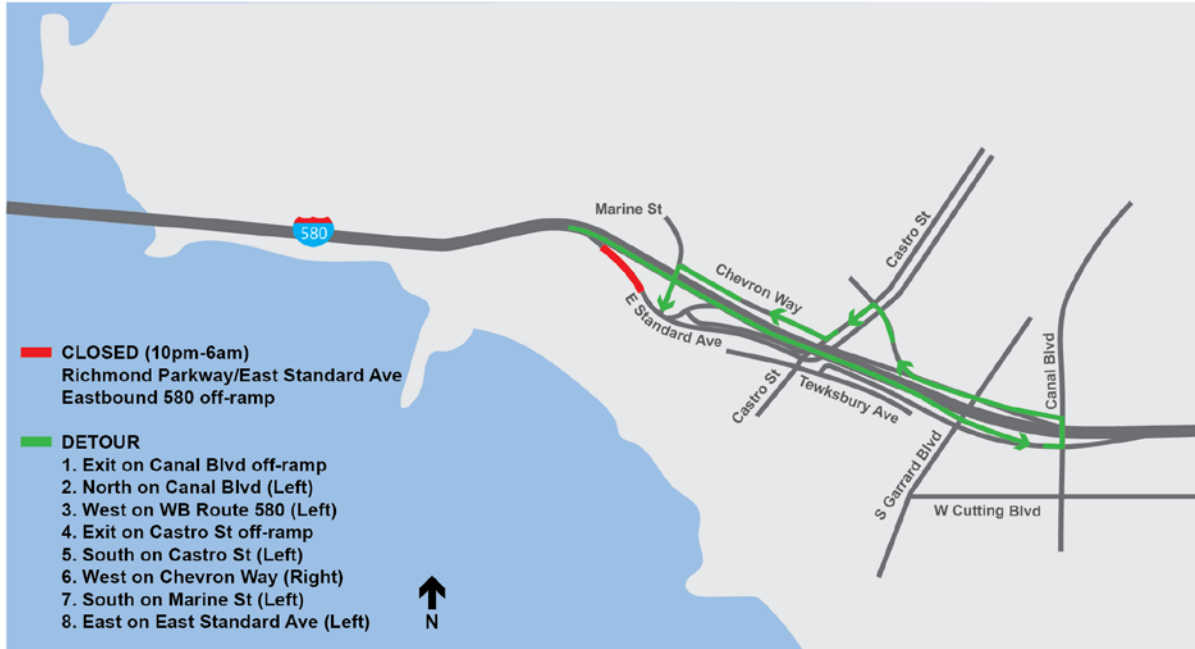 Marine St
Castro St
Chevron Way
580
E Standard Ave
Castro St
Tewksbury Ave
Canal Blvd
S Garrard Blvd
W Cutting Blvd
CLOSED (10pm-6am)
Richmond Parkway/East Standard Ave
Eastbound 580 off-ramp
DETOUR
1. Exit on Canal Blvd off-ramp
2. North on Canal Blvd (Left)
3. West on WB Route 580 (Left)
4. Exit on Castro St off-ramp
5. South on Castro St (Left)
6. West on Chevron Way (Right)
7. South on Marine St (Left)
8. East on East Standard Ave (Left)
N